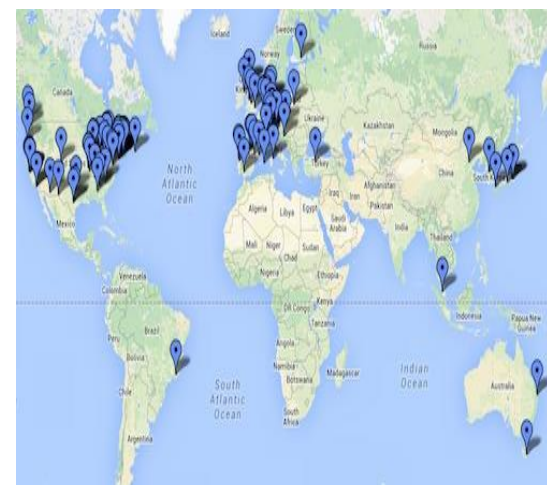 Iceland
Sweden
Norway
Russia
Canada
Ukraine
Kazakhstan
Mongolia
North
Atlantic
Ocean
Turkey
China
South Korea
Afghanistan
Iraq
Iran
Pakistan
Algeria
Libya
Egypt
Saudi
Arabia
India
Mexico
Mali
Niger
Sudan
Chad
Thailand
Nigeria
Ethiopia
Venezuela
Colombia
DR Congo
Kenya
Indonesia
Papua New
Guinea
Tanzania
Brazil
Peru
Angola
Bolivia
Namibia
Botswana
Madagascar
Indian
Ocean
Australia
South
Atlantic
Ocean
Chile
South
Africa
Argentina